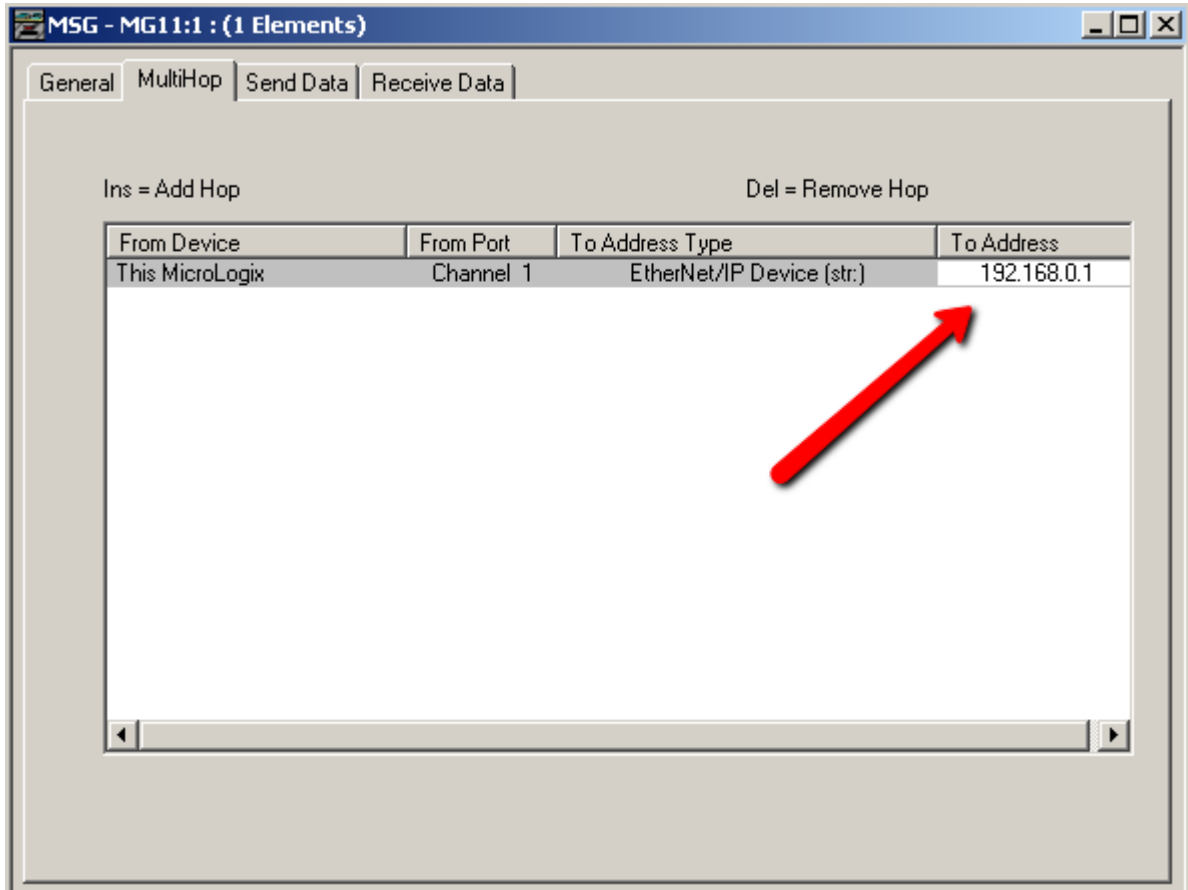 MSG - MG11:1 : (1 Elements)
General MultiHop Send Data Receive Data
Ins = Add Hop Del = Remove Hop
From Device From Port To Address Type To Address
This MicroLogix Channel 1 EtherNet/IP Device (str:) 192.168.0.1